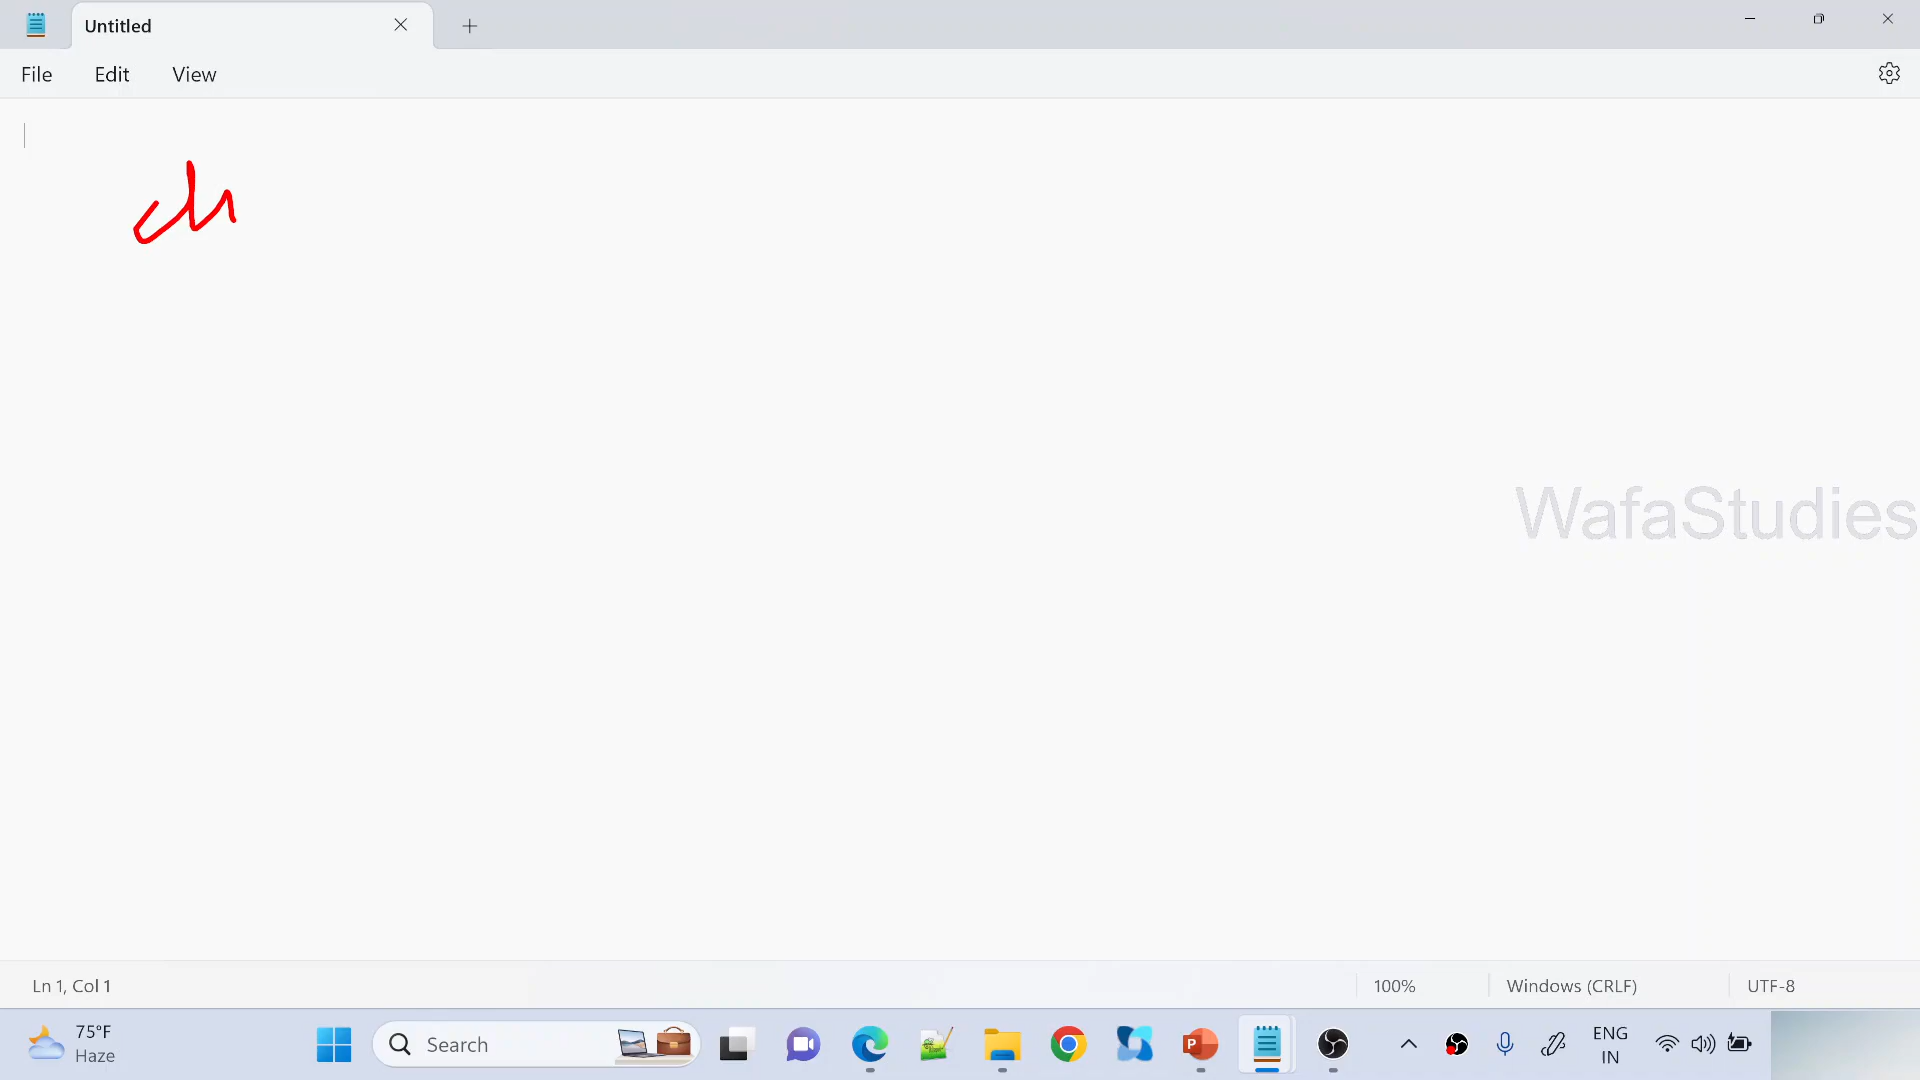 Untitled
File Edit View
ch
WafaStudies
Ln 1, Col 1 100% Windows (CRLF) UTF-8
75°F
Haze
Search
ENG
IN